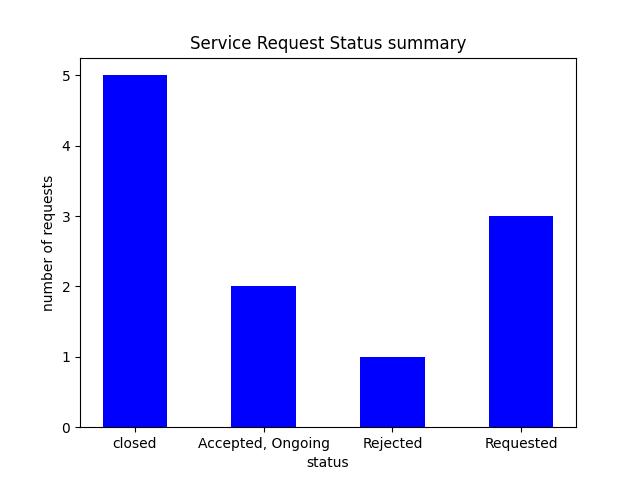 Service Request Status summary
5
4
3
2
1
0
number of requests
closed Accepted, Ongoing Rejected Requested
status